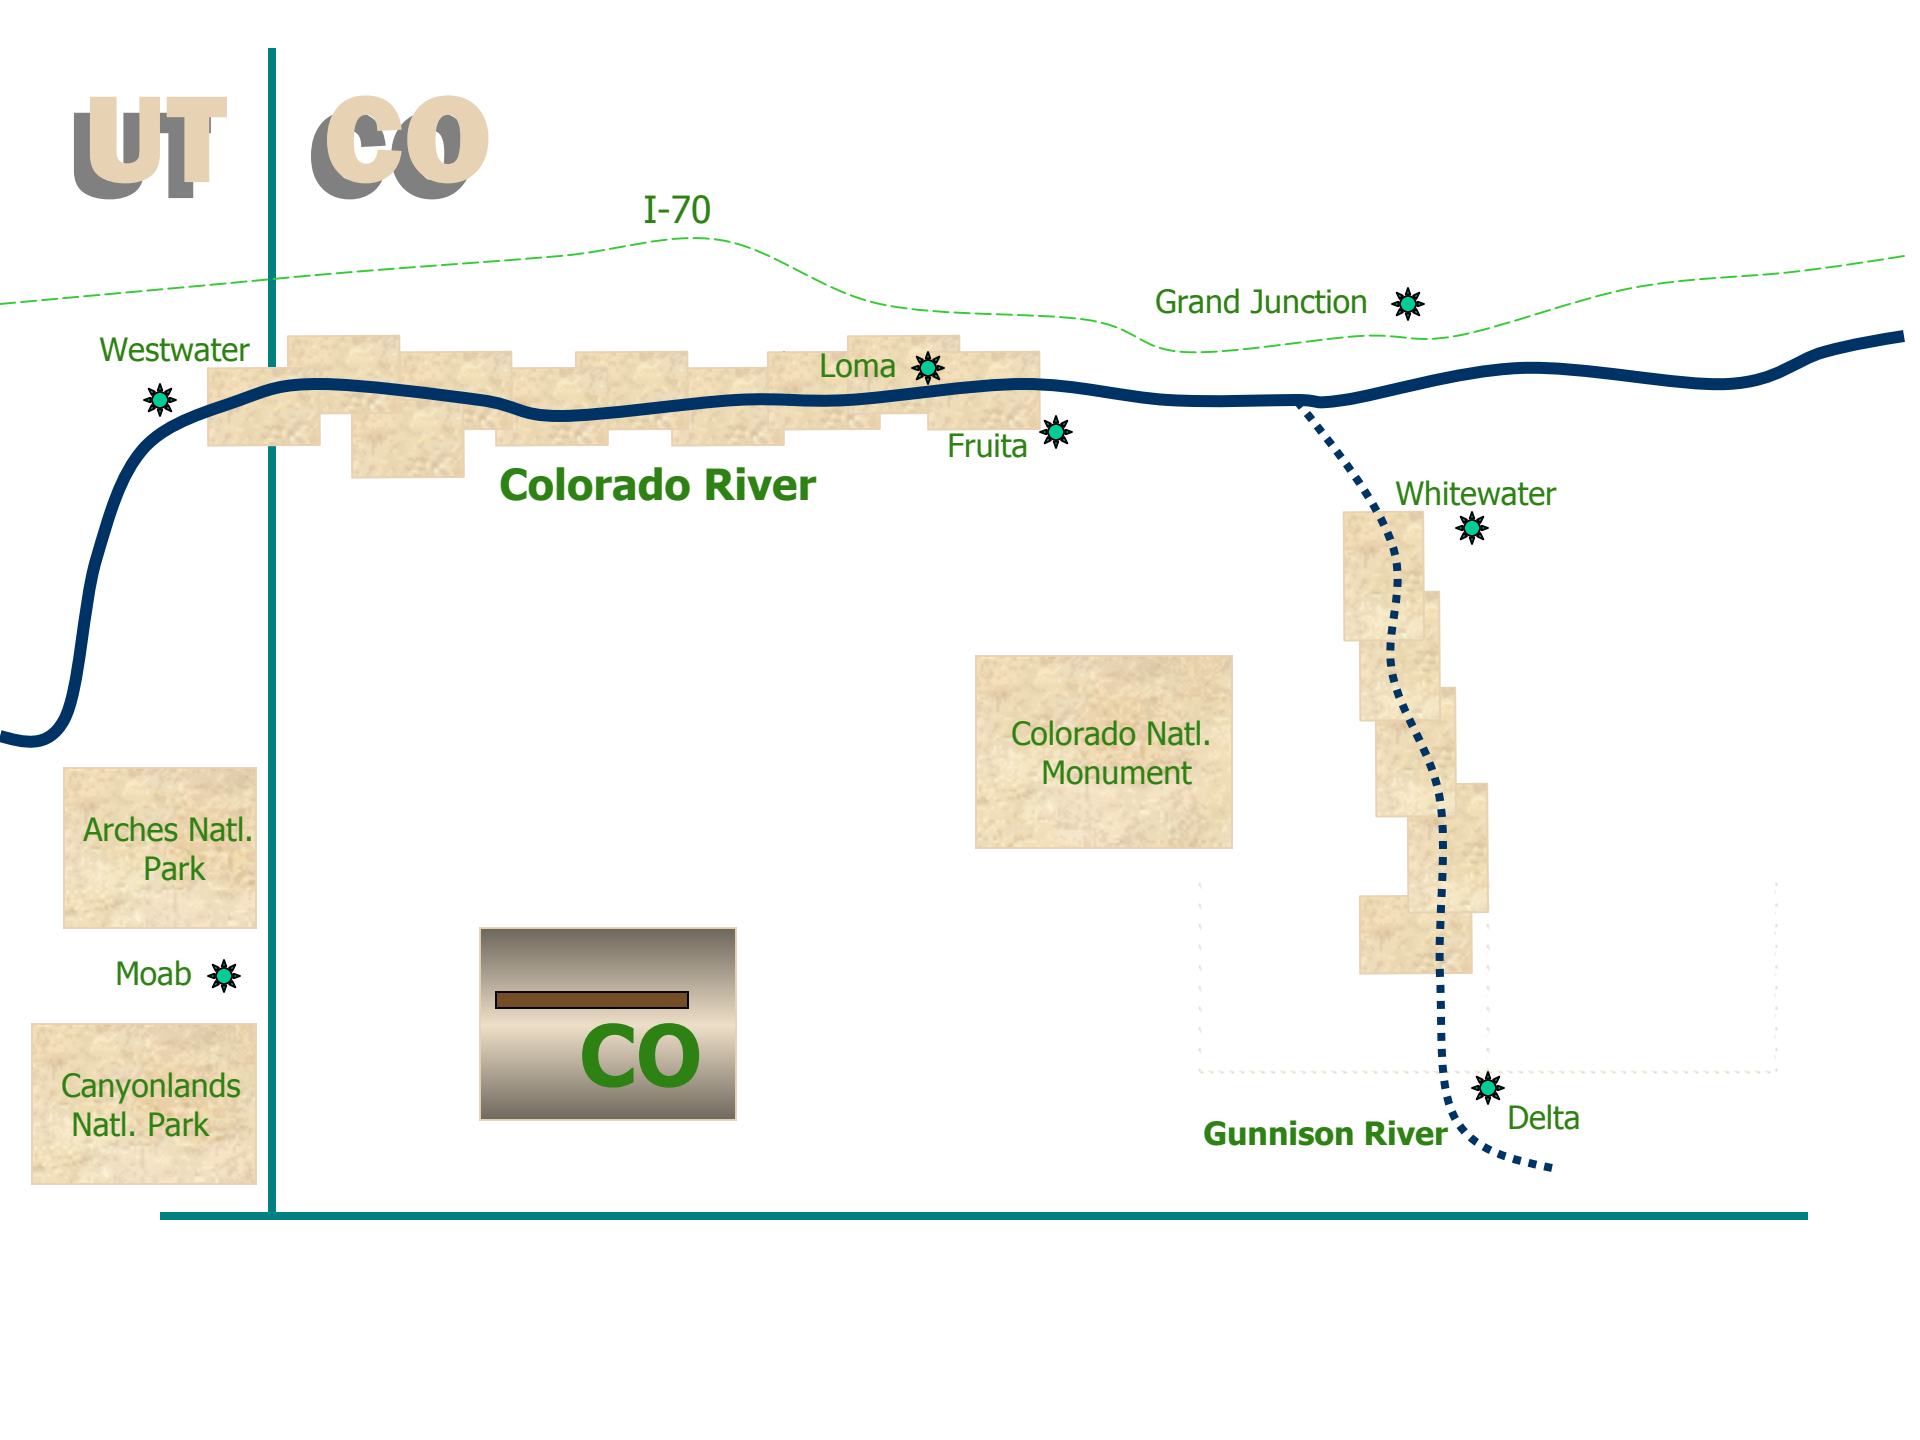 UT CO
I-70
Grand Junction
Westwater
Loma
Fruita
Colorado River
Whitewater
Colorado Natl.
Monument
Arches Natl.
Park
Moab
CO
Canyonlands
Natl. Park
Gunnison River
Delta